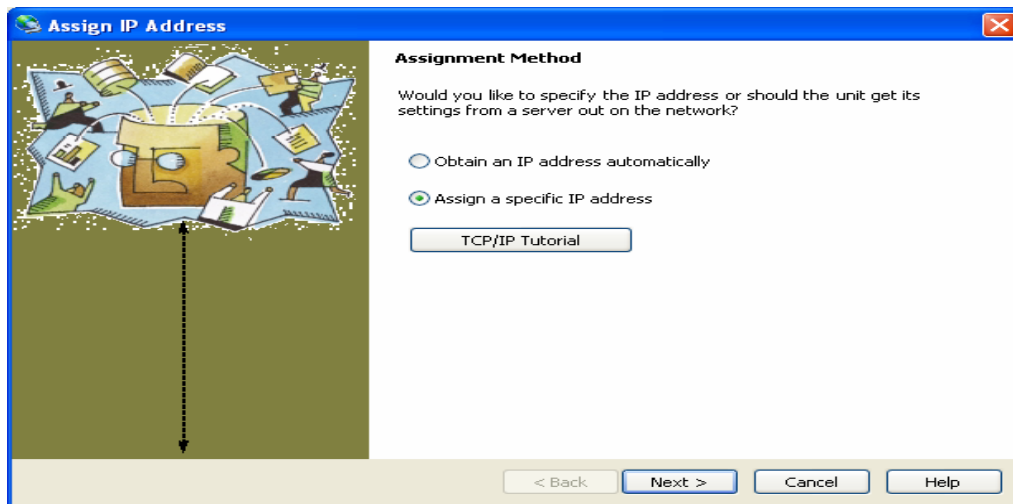 Assign IP Address
Assignment Method
Would you like to specify the IP address or should the unit get its
settings from a server out on the network?
Obtain an IP address automatically
Assign a specific IP address
TCP/IP Tutorial
< Back
Next >
Cancel
Help